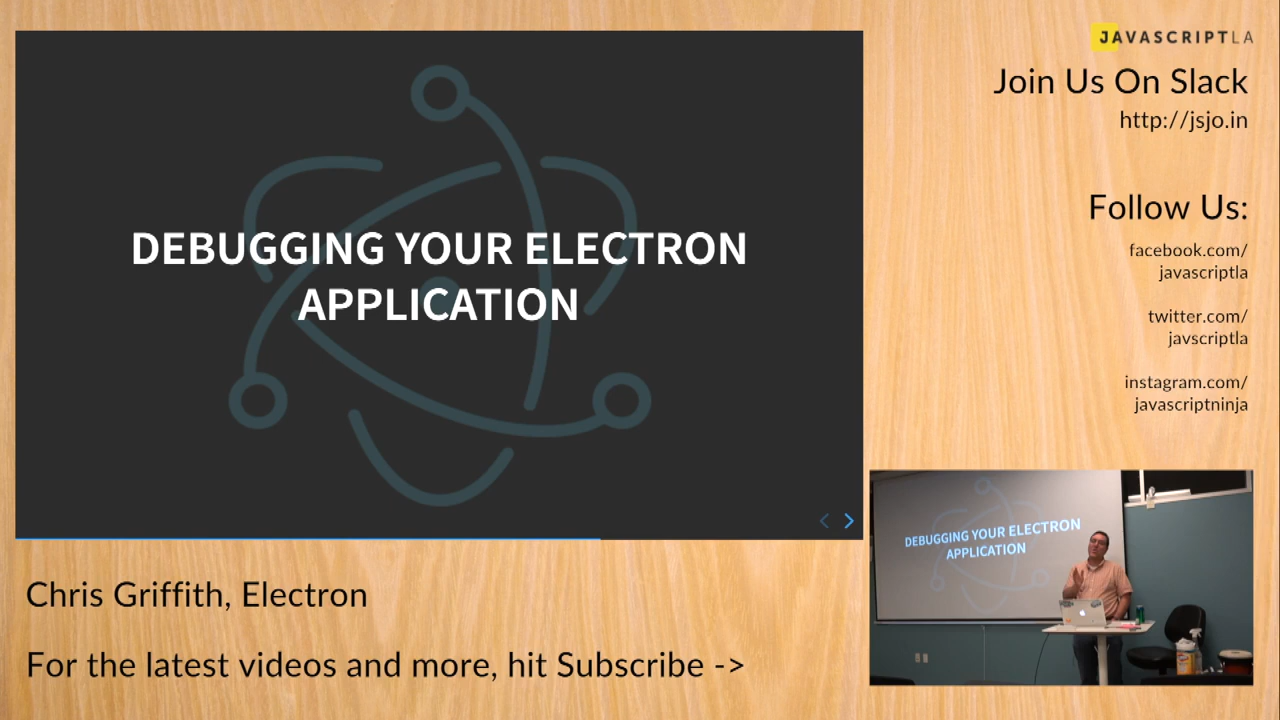 DEBUGGING YOUR ELECTRON
APPLICATION
JAVASCRIPTLA
Join Us On Slack
http://jsjo.in
Follow Us:
facebook.com/
javascriptla
twitter.com/
javscriptla
instagram.com/
javascriptninja
DEBUGGING YOUR ELECTRON
APPLICATION
Chris Griffith, Electron
For the latest videos and more, hit Subscribe ->